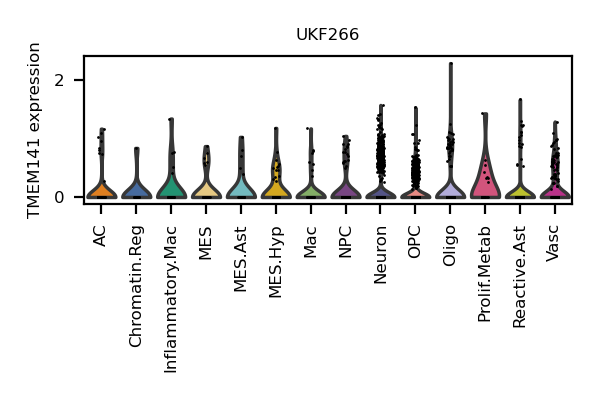 UKF266
TMEM141 expression
2
0
AC
Chromatin.Reg
Inflammatory.Mac
MES
MES.Ast
MES.Hyp
Mac
NPC
Neuron
OPC
Oligo
Prolif.Metab
Reactive.Ast
Vasc